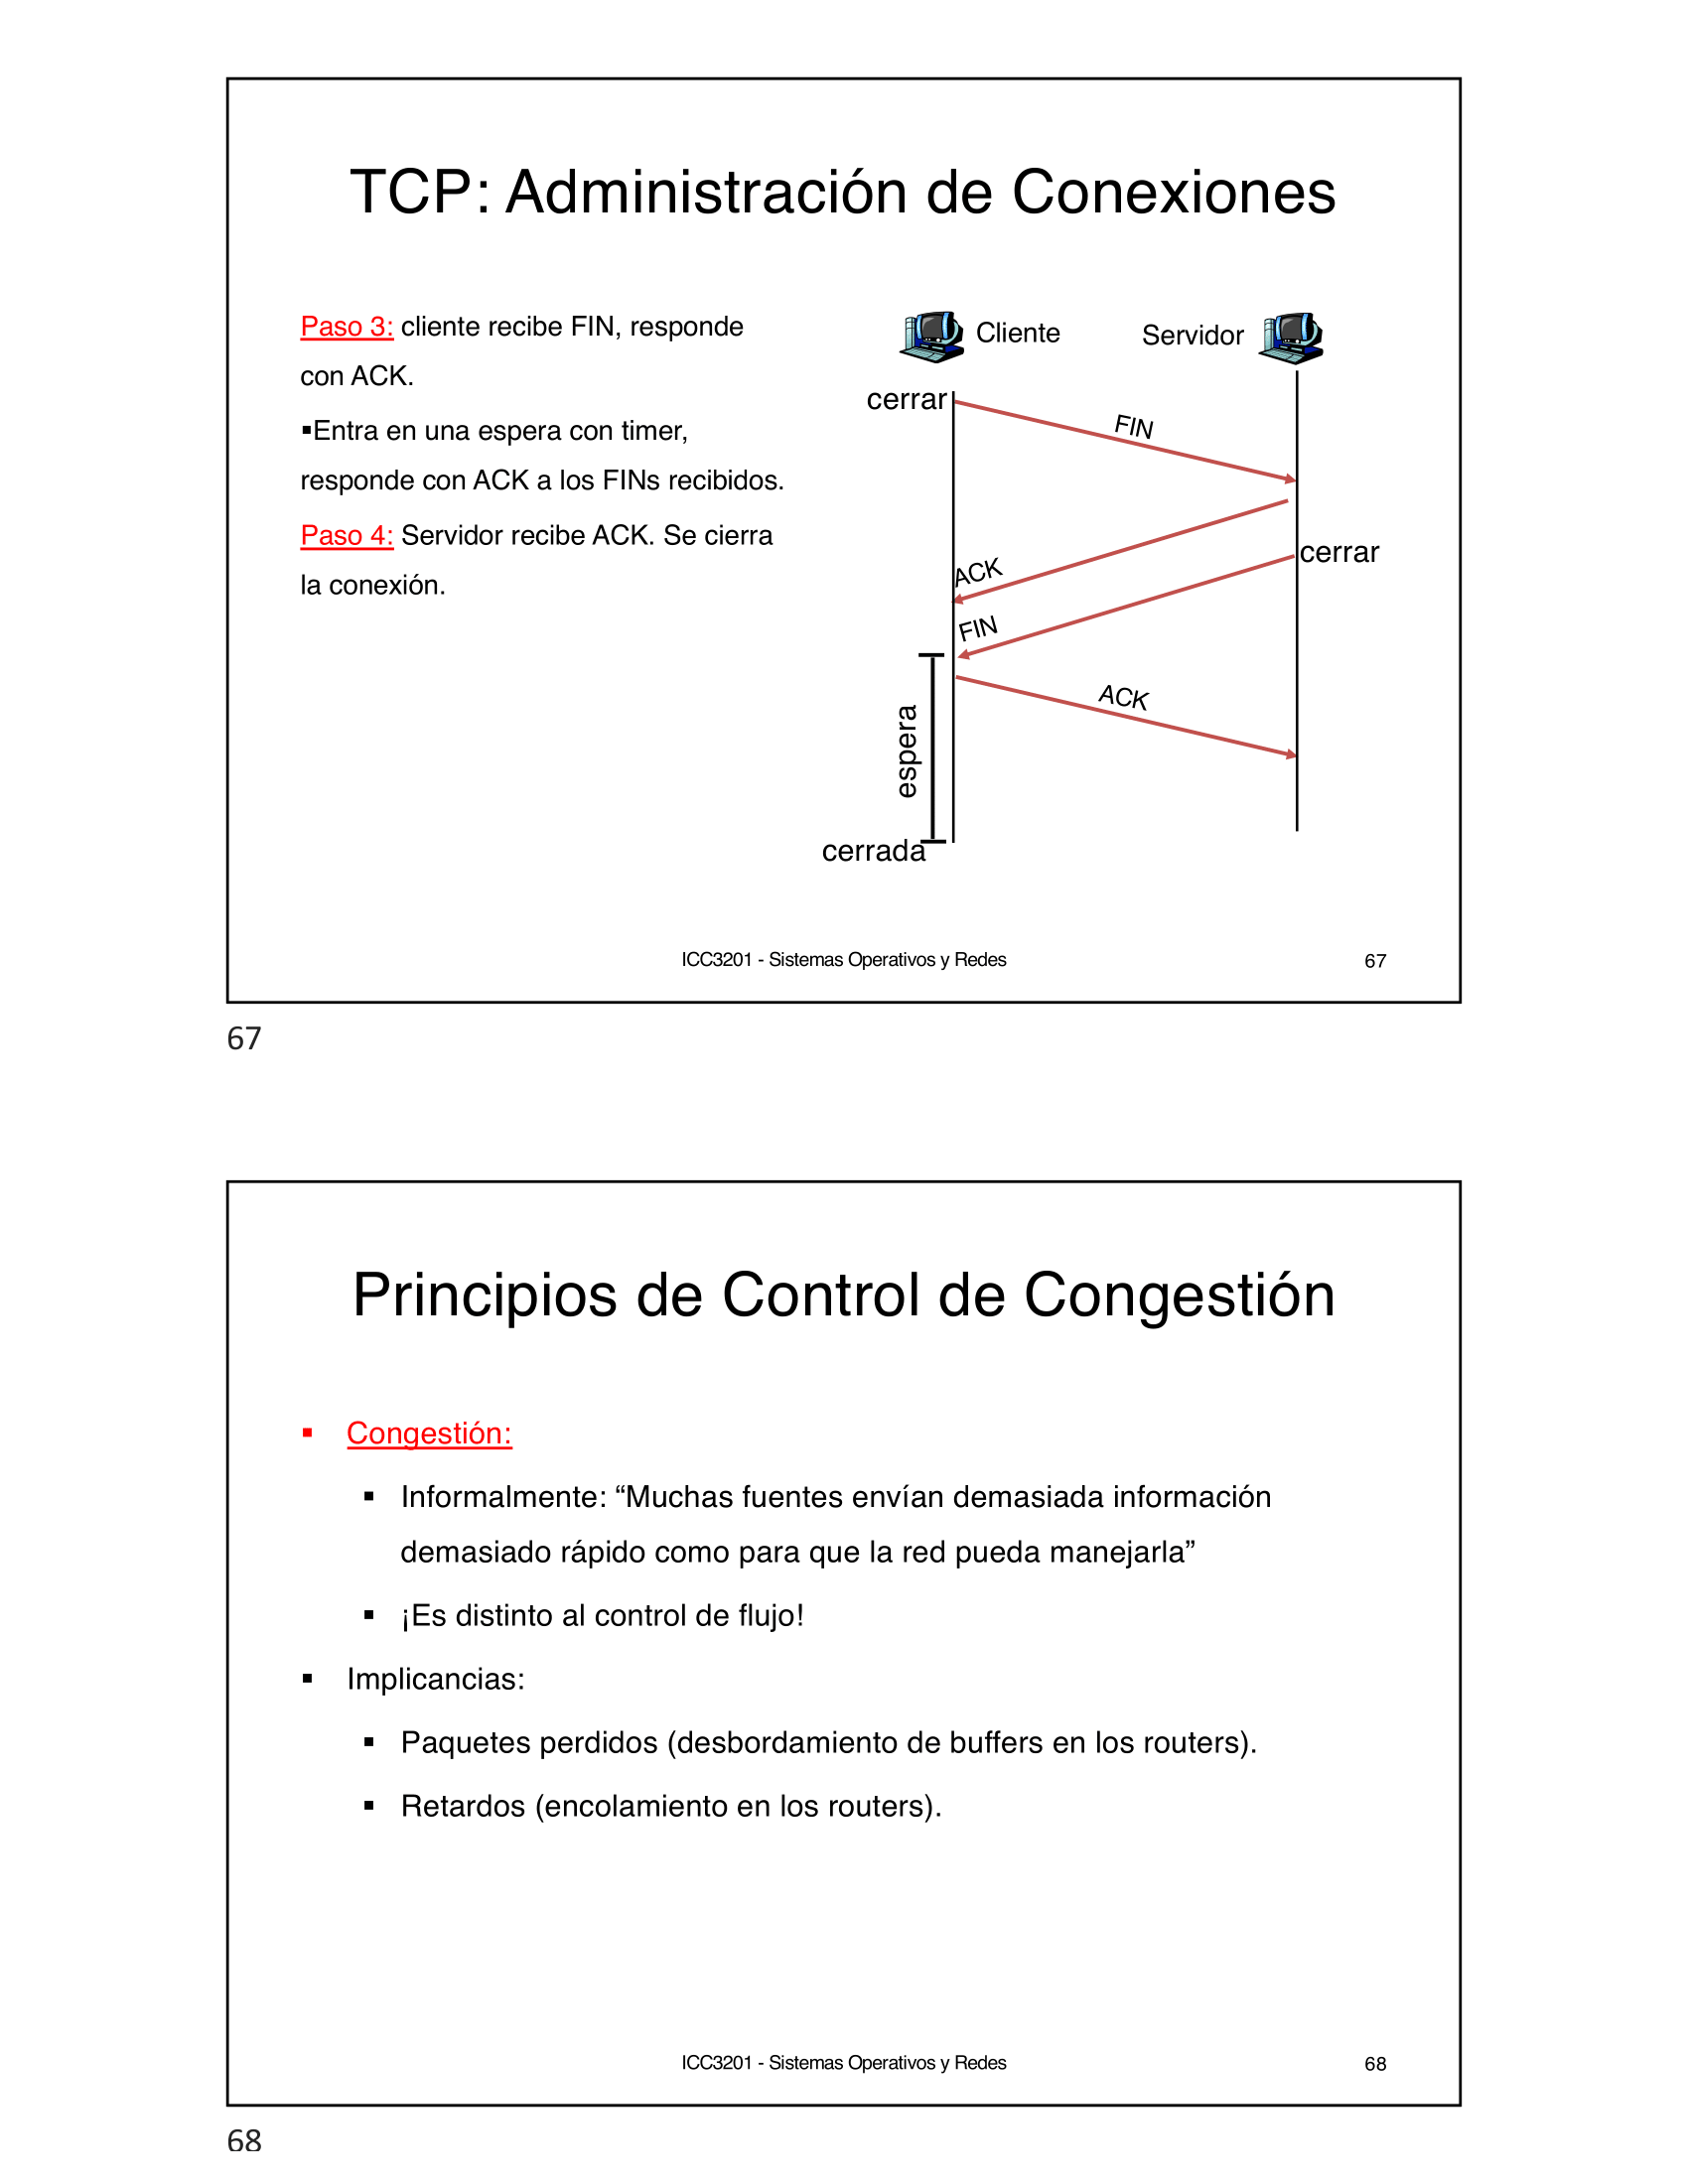 TCP: Administración de Conexiones
Paso 3: cliente recibe FIN, responde
con ACK.
▪Entra en una espera con timer,
responde con ACK a los FINs recibidos.
Paso 4: Servidor recibe ACK. Se cierra
la conexión.
Cliente
Servidor
cerrar
FIN
cerrar
ACK
FIN
ACK
espera
cerrada
ICC3201 - Sistemas Operativos y Redes
67
67
Principios de Control de Congestión
▪ Congestión:
▪ Informalmente: “Muchas fuentes envían demasiada información
demasiado rápido como para que la red pueda manejarla”
▪ ¡Es distinto al control de flujo!
▪ Implicancias:
▪ Paquetes perdidos (desbordamiento de buffers en los routers).
▪ Retardos (encolamiento en los routers).
ICC3201 - Sistemas Operativos y Redes
68
68